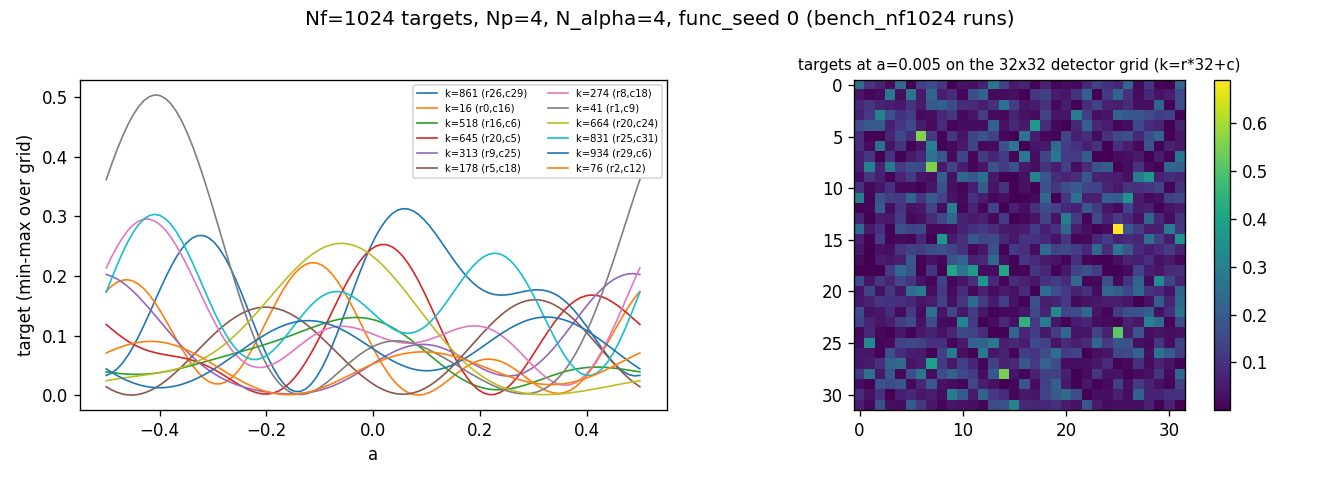 Nf=1024 targets, Np=4, N_alpha=4, func_seed 0 (bench_nf1024 runs)
target (min-max over grid)
0.5
0.4
0.3
0.2
0.1
0.0
−0.4
−0.2
0.0
0.2
0.4
a
k=861 (r26,c29)
k=16 (r0,c16)
k=518 (r16,c6)
k=645 (r20,c5)
k=313 (r9,c25)
k=178 (r5,c18)
k=274 (r8,c18)
k=41 (r1,c9)
k=664 (r20,c24)
k=831 (r25,c31)
k=934 (r29,c6)
k=76 (r2,c12)
targets at a=0.005 on the 32x32 detector grid (k=r*32+c)
0
5
10
15
20
25
30
0
10
20
30
0.6
0.5
0.4
0.3
0.2
0.1